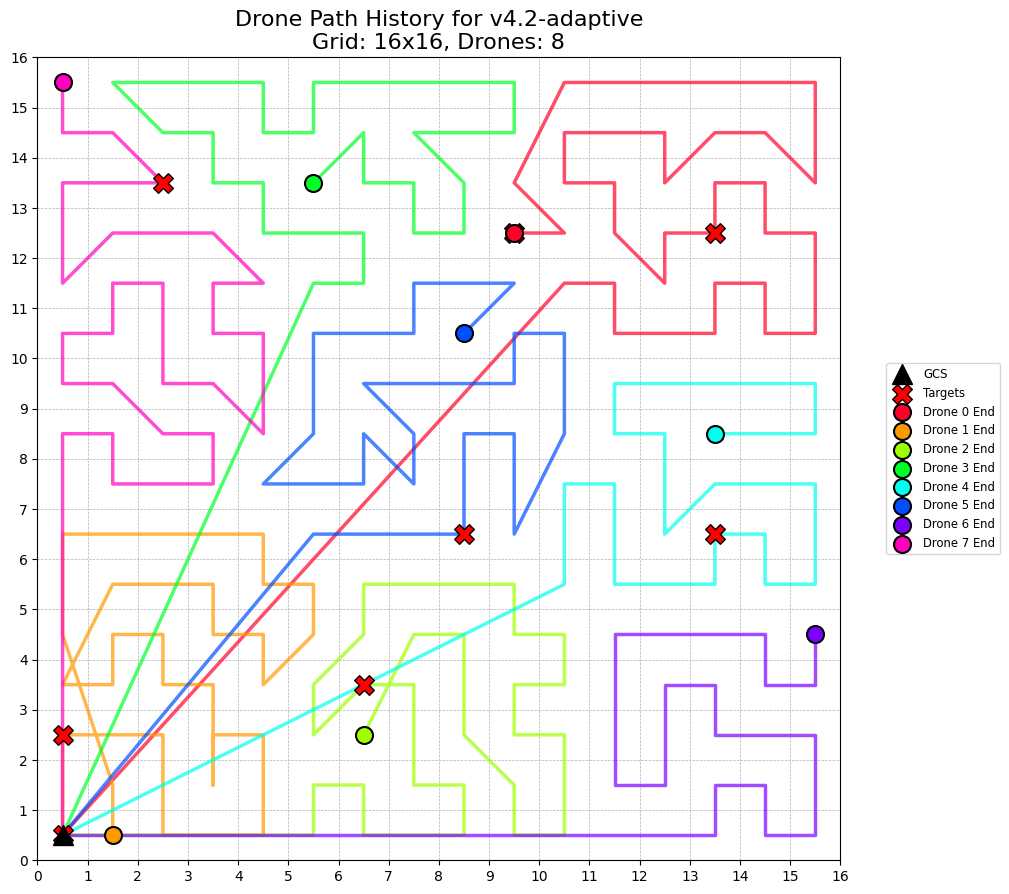 Drone Path History for v4.2-adaptive
Grid: 16x16, Drones: 8
16
15
14
13
12
11
10
9
8
7
6
5
4
3
2
1
0
0 1 2 3 4 5 6 7 8 9 10 11 12 13 14 15 16
GCS
Targets
Drone 0 End
Drone 1 End
Drone 2 End
Drone 3 End
Drone 4 End
Drone 5 End
Drone 6 End
Drone 7 End